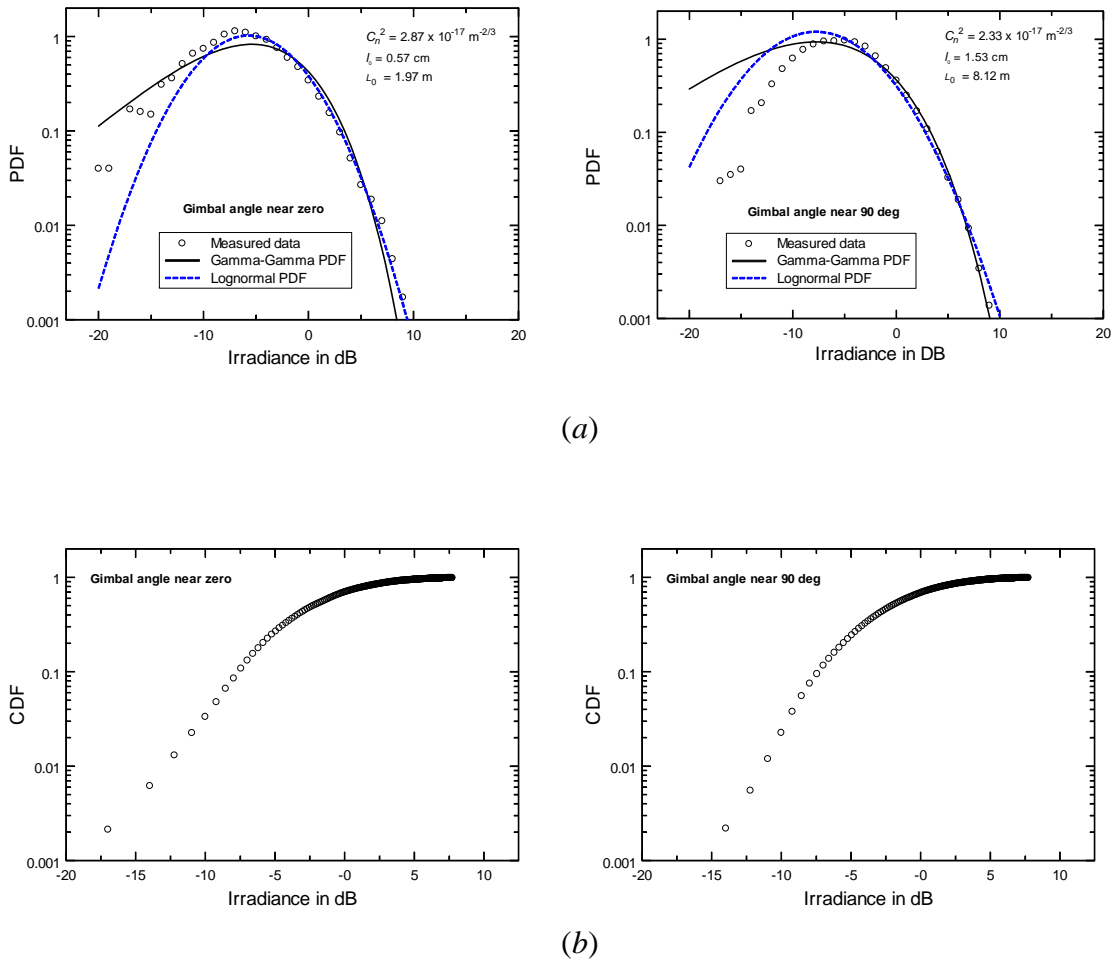 C_n^2 = 2.87 x 10^-17 m^-2/3
l_0 = 0.57 cm
L_0 = 1.97 m
1
0.1
0.01
0.001
PDF
Gimbal angle near zero
Measured data
Gamma-Gamma PDF
Lognormal PDF
-20 -10 0 10 20
Irradiance in dB
C_n^2 = 2.33 x 10^-17 m^-2/3
l_0 = 1.53 cm
L_0 = 8.12 m
1
0.1
0.01
0.001
PDF
Gimbal angle near 90 deg
Measured data
Gamma-Gamma PDF
Lognormal PDF
-20 -10 0 10 20
Irradiance in DB
(a)
Gimbal angle near zero
1
0.1
0.01
0.001
CDF
-20 -15 -10 -5 -0 5 10
Irradiance in dB
Gimbal angle near 90 deg
1
0.1
0.01
0.001
CDF
-20 -15 -10 -5 -0 5 10
Irradiance in dB
(b)